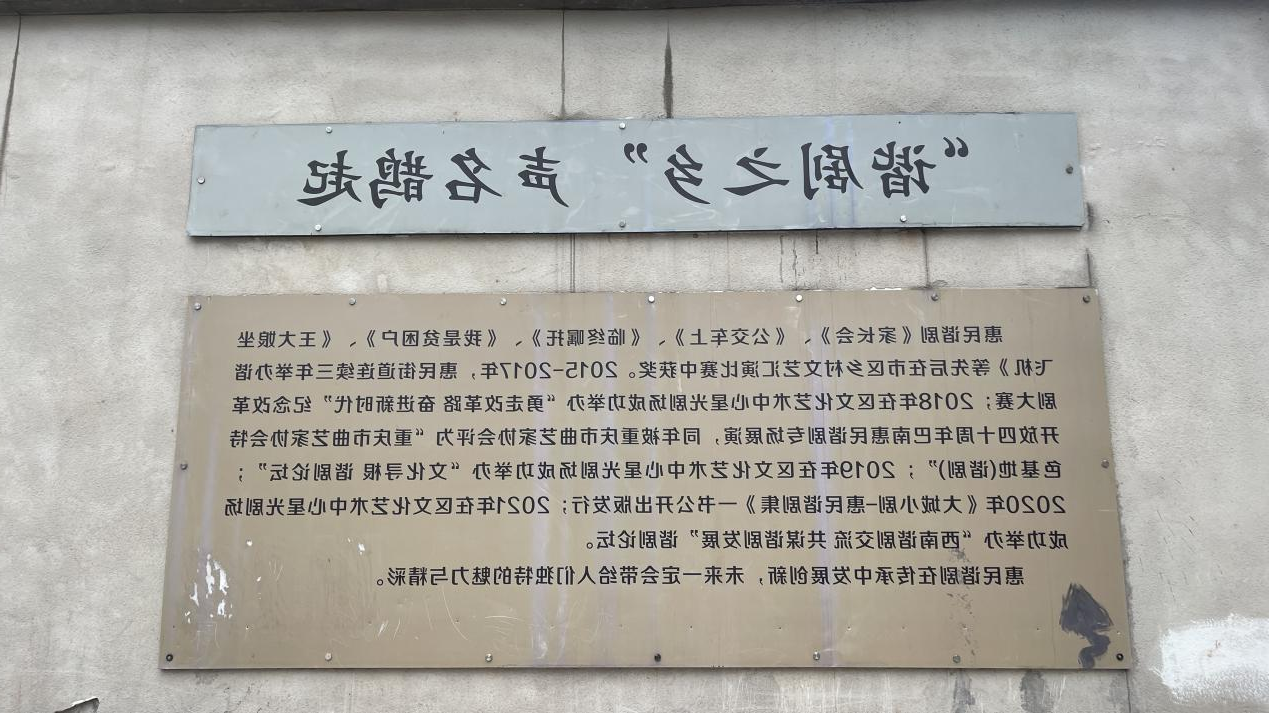 “谐剧之乡”声名鹊起
惠民谐剧《家长会》、《公交车上》、《临终嘱托》、《我是贫困户》、《王大娘坐
飞机》等先后在市区乡村文艺汇演比赛中获奖。2015-2017年，惠民街道连续三年举办谐
剧大赛；2018年在区文化艺术中心星光剧场成功举办“勇走改革路 奋进新时代”纪念改革
开放四十周年巴南惠民谐剧专场展演，同年被重庆市曲艺家协会评为“重庆市曲艺家协会特
色基地(谐剧)”；2019年在区文化艺术中心星光剧场成功举办“文化寻根 谐剧论坛”；
2020年《大城小剧-惠民谐剧集》一书公开出版发行；2021年在区文化艺术中心星光剧场
成功举办“西南谐剧交流 共谋谐剧发展”谐剧论坛。
惠民谐剧在传承中发展创新，未来一定会带给人们独特的魅力与精彩。